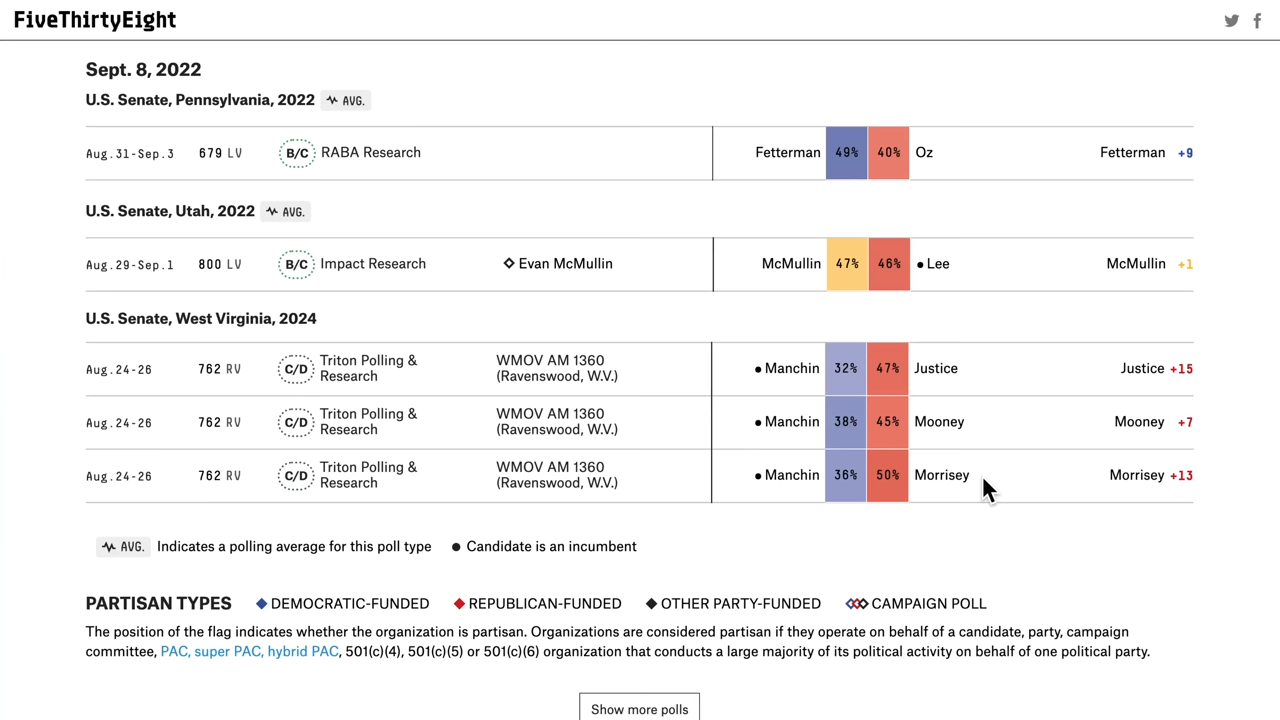 FiveThirtyEight
Sept. 8, 2022
U.S. Senate, Pennsylvania, 2022 AVG.
Aug.31-Sep.3 679 LV B/C RABA Research Fetterman 49% 40% Oz Fetterman +9
U.S. Senate, Utah, 2022 AVG.
Aug.29-Sep.1 800 LV B/C Impact Research Evan McMullin McMullin 47% 46% Lee McMullin +1
U.S. Senate, West Virginia, 2024
Aug.24-26 762 RV C/D Triton Polling & Research WMOV AM 1360 (Ravenswood, W.V.) Manchin 32% 47% Justice Justice +15
Aug.24-26 762 RV C/D Triton Polling & Research WMOV AM 1360 (Ravenswood, W.V.) Manchin 38% 45% Mooney Mooney +7
Aug.24-26 762 RV C/D Triton Polling & Research WMOV AM 1360 (Ravenswood, W.V.) Manchin 36% 50% Morrisey Morrisey +13
AVG. Indicates a polling average for this poll type Candidate is an incumbent
PARTISAN TYPES DEMOCRATIC-FUNDED REPUBLICAN-FUNDED OTHER PARTY-FUNDED CAMPAIGN POLL
The position of the flag indicates whether the organization is partisan. Organizations are considered partisan if they operate on behalf of a candidate, party, campaign
committee, PAC, super PAC, hybrid PAC, 501(c)(4), 501(c)(5) or 501(c)(6) organization that conducts a large majority of its political activity on behalf of one political party.
Show more polls